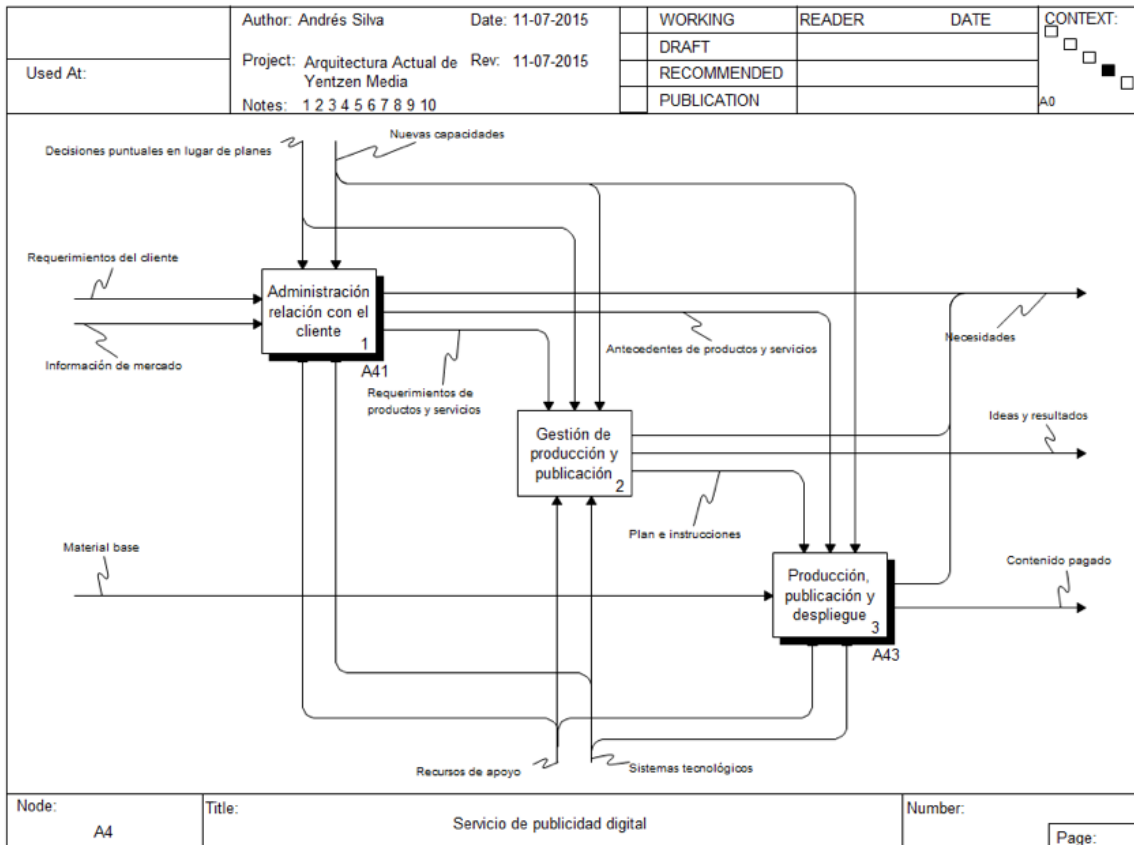 Used At:
Author: Andrés Silva
Date: 11-07-2015
Project: Arquitectura Actual de
Yentzen Media
Rev: 11-07-2015
Notes: 1 2 3 4 5 6 7 8 9 10
WORKING
DRAFT
RECOMMENDED
PUBLICATION
READER
DATE
CONTEXT:
A0
Nuevas capacidades
Decisiones puntuales en lugar de planes
Requerimientos del cliente
Información de mercado
Administración
relación con el
cliente
1
A41
Requerimientos de
productos y servicios
Antecedentes de productos y servicios
Necesidades
Gestión de
producción y
publicación
2
Ideas y resultados
Plan e instrucciones
Material base
Producción,
publicación y
despliegue
3
A43
Contenido pagado
Recursos de apoyo
Sistemas tecnológicos
Node:
A4
Title:
Servicio de publicidad digital
Number:
Page: